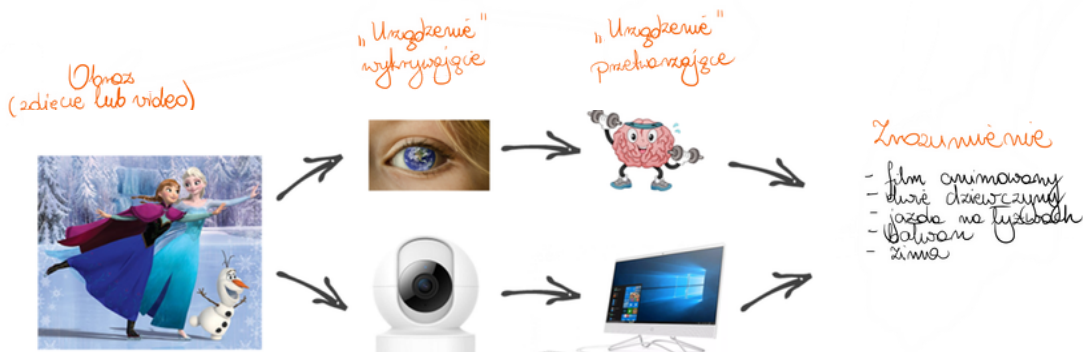 Obraz
(zdjęcie lub video)
„Urządzenie"
wykrywające
„Urządzenie"
przetwarzające
Zrozumienie
- film animowany
- dwie dziewczyny
- jazda na łyżwach
- bałwan
- zima